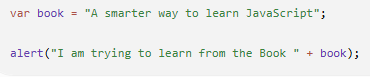 var book = "A smarter way to learn JavaScript";
alert("I am trying to learn from the Book " + book);